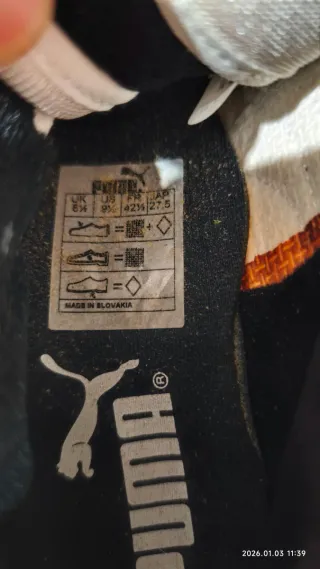 PUMA
UK US FR JAP
8½ 9½ 42½ 27.5
= +
=
=
MADE IN SLOVAKIA
®
PUMA
2026.01.03 11:39